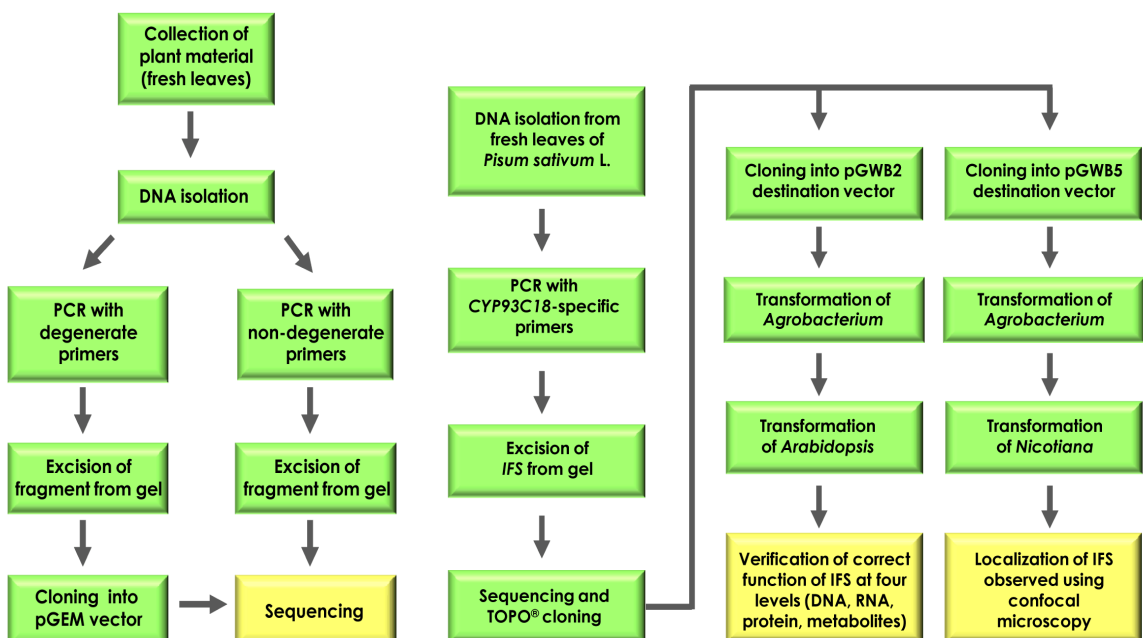 Collection of
plant material
(fresh leaves)
DNA isolation
PCR with
degenerate
primers
PCR with
non-degenerate
primers
Excision of
fragment from gel
Excision of
fragment from gel
Cloning into
pGEM vector
Sequencing
DNA isolation from
fresh leaves of
Pisum sativum L.
PCR with
CYP93C18-specific
primers
Excision of
IFS from gel
Sequencing and
TOPO® cloning
Cloning into pGWB2
destination vector
Transformation of
Agrobacterium
Transformation
of Arabidopsis
Verification of correct
function of IFS at four
levels (DNA, RNA,
protein, metabolites)
Cloning into pGWB5
destination vector
Transformation of
Agrobacterium
Transformation
of Nicotiana
Localization of IFS
observed using
confocal
microscopy